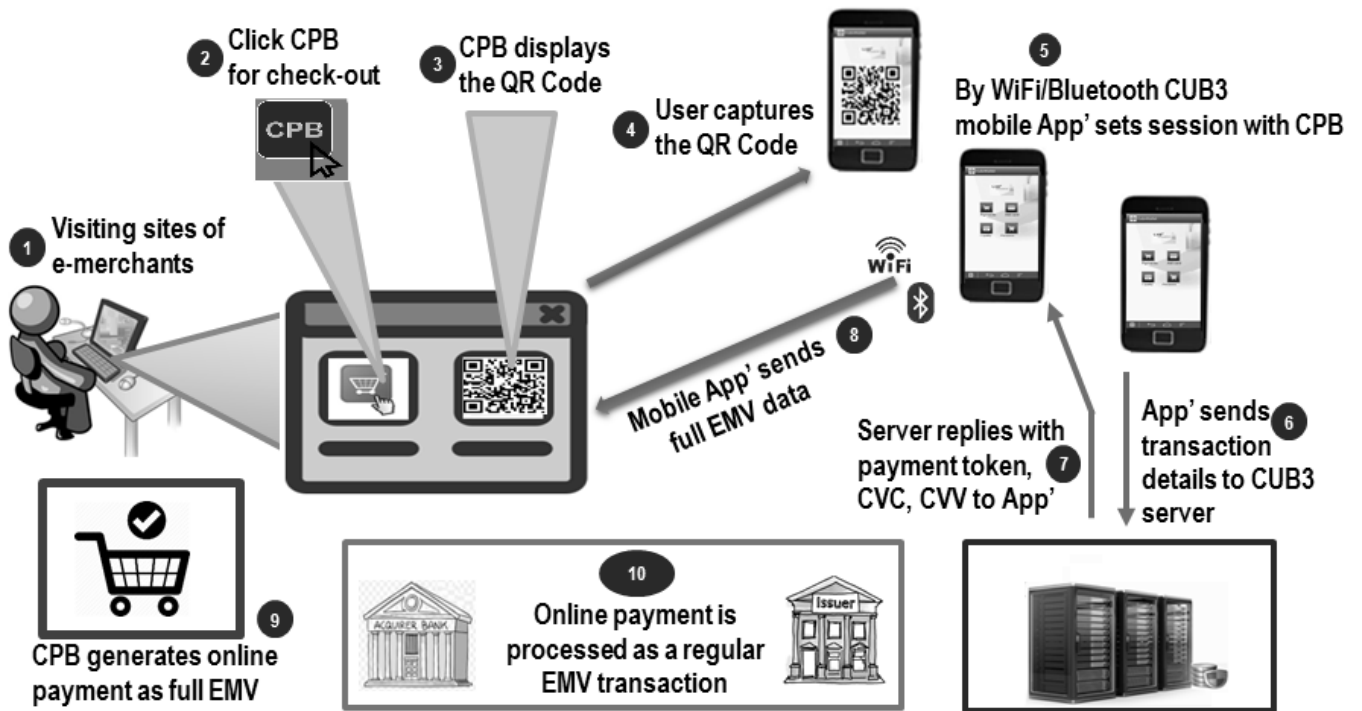 1
Visiting sites of
e-merchants
2
Click CPB
for check-out
CPB
3
CPB displays
the QR Code
4
User captures
the QR Code
5
By WiFi/Bluetooth CUB3
mobile App' sets session with CPB
WiFi
6
App' sends
transaction
details to CUB3
server
7
Server replies with
payment token,
CVC, CVV to App'
8
Mobile App' sends
full EMV data
9
CPB generates online
payment as full EMV
10
Online payment is
processed as a regular
EMV transaction
ACQUIRER BANK
Issuer